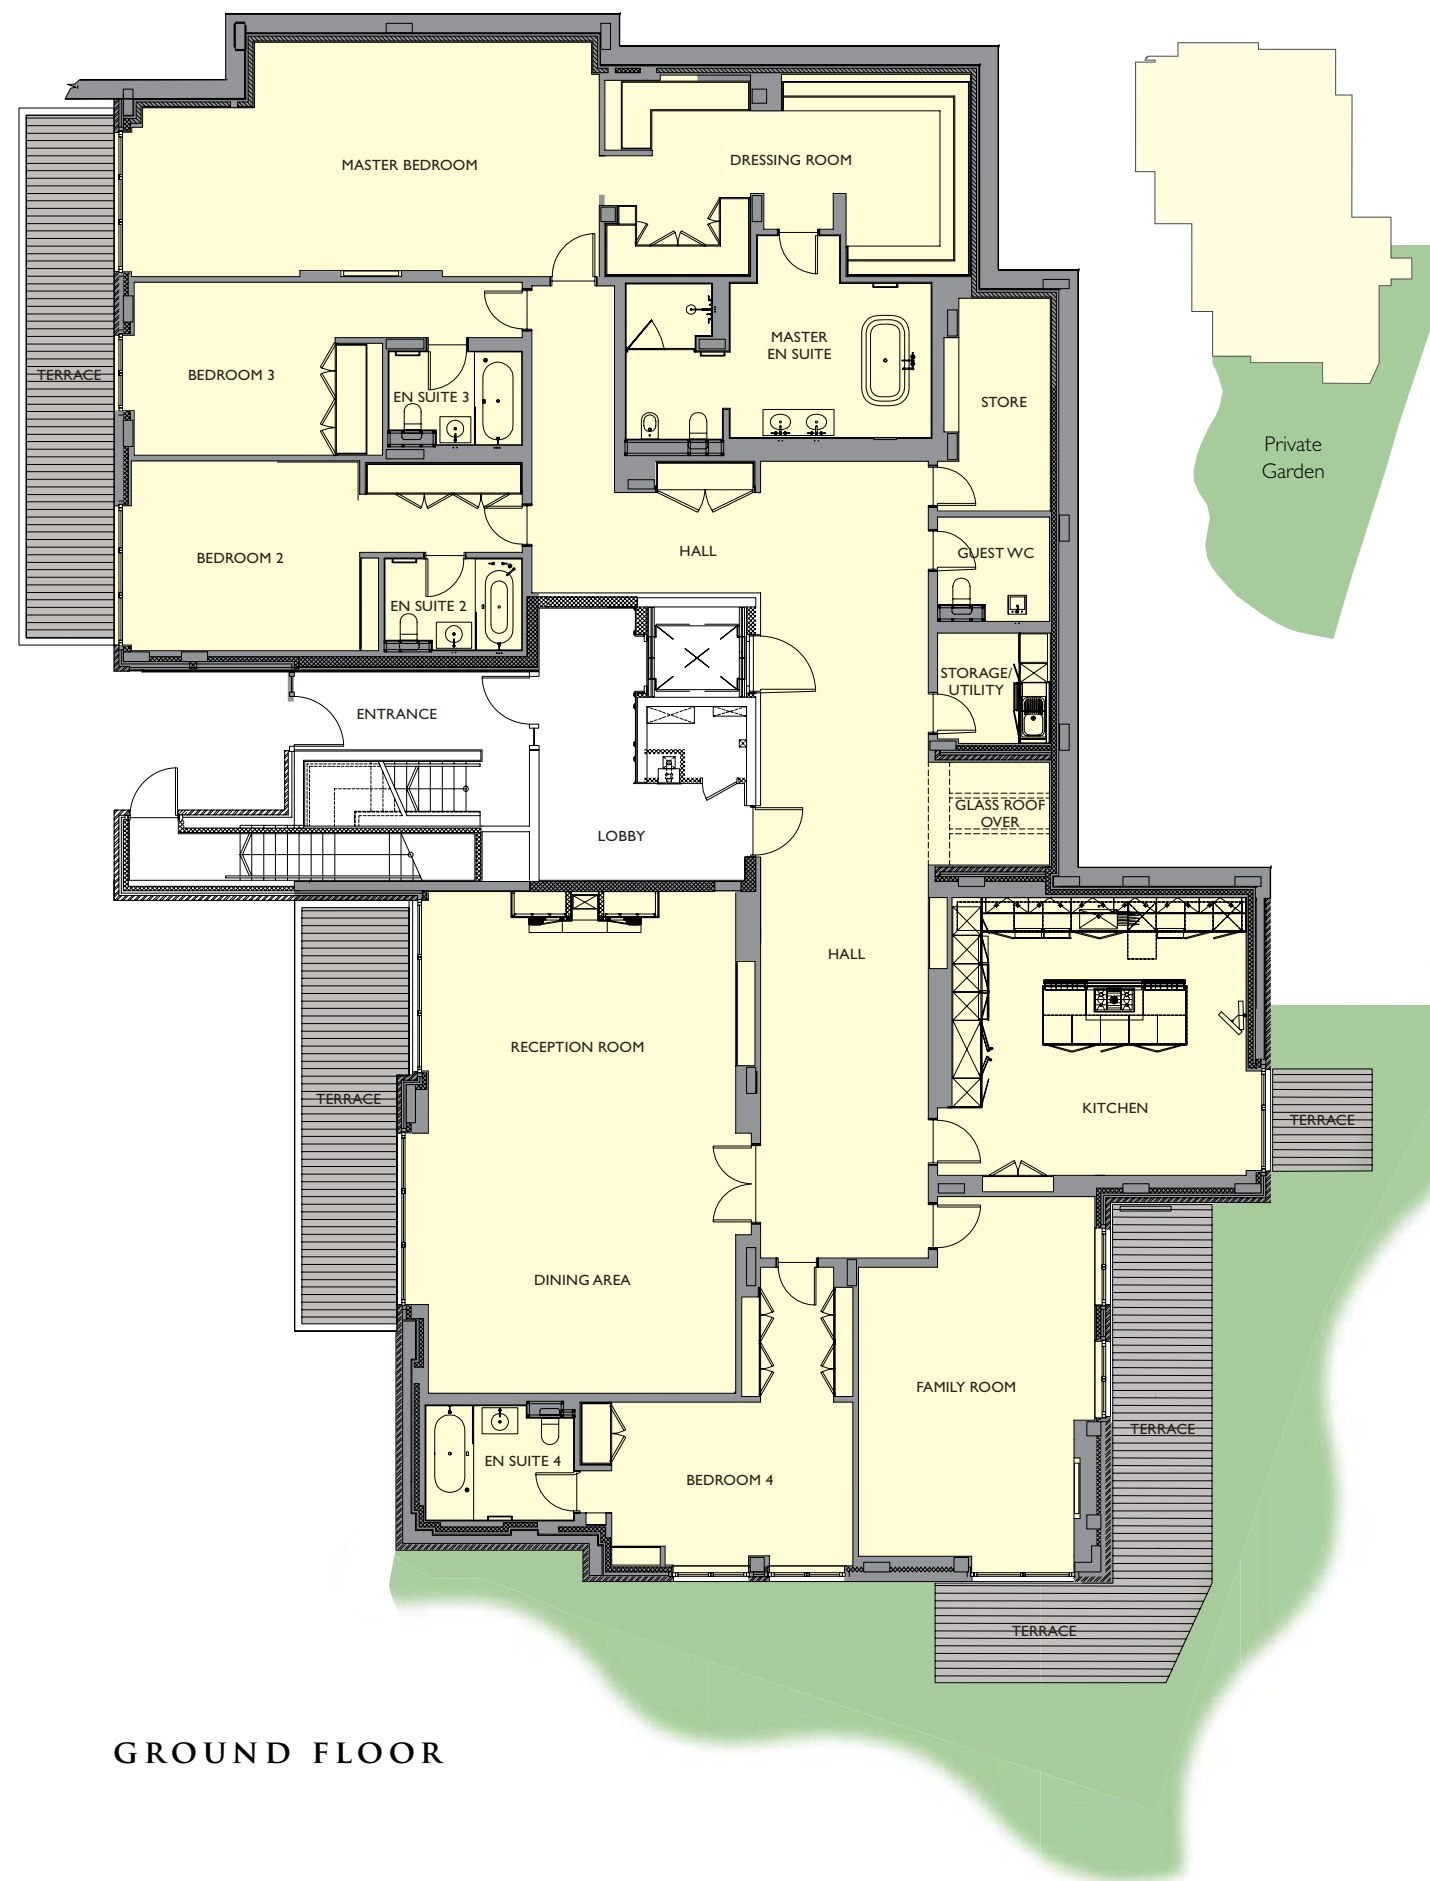 MASTER BEDROOM
DRESSING ROOM
MASTER
EN SUITE
TERRACE
BEDROOM 3
EN SUITE 3
STORE
Private
Garden
BEDROOM 2
HALL
GUEST WC
EN SUITE 2
STORAGE/
UTILITY
ENTRANCE
LOBBY
GLASS ROOF
OVER
HALL
RECEPTION ROOM
TERRACE
KITCHEN
TERRACE
DINING AREA
FAMILY ROOM
TERRACE
EN SUITE 4
BEDROOM 4
TERRACE
GROUND FLOOR